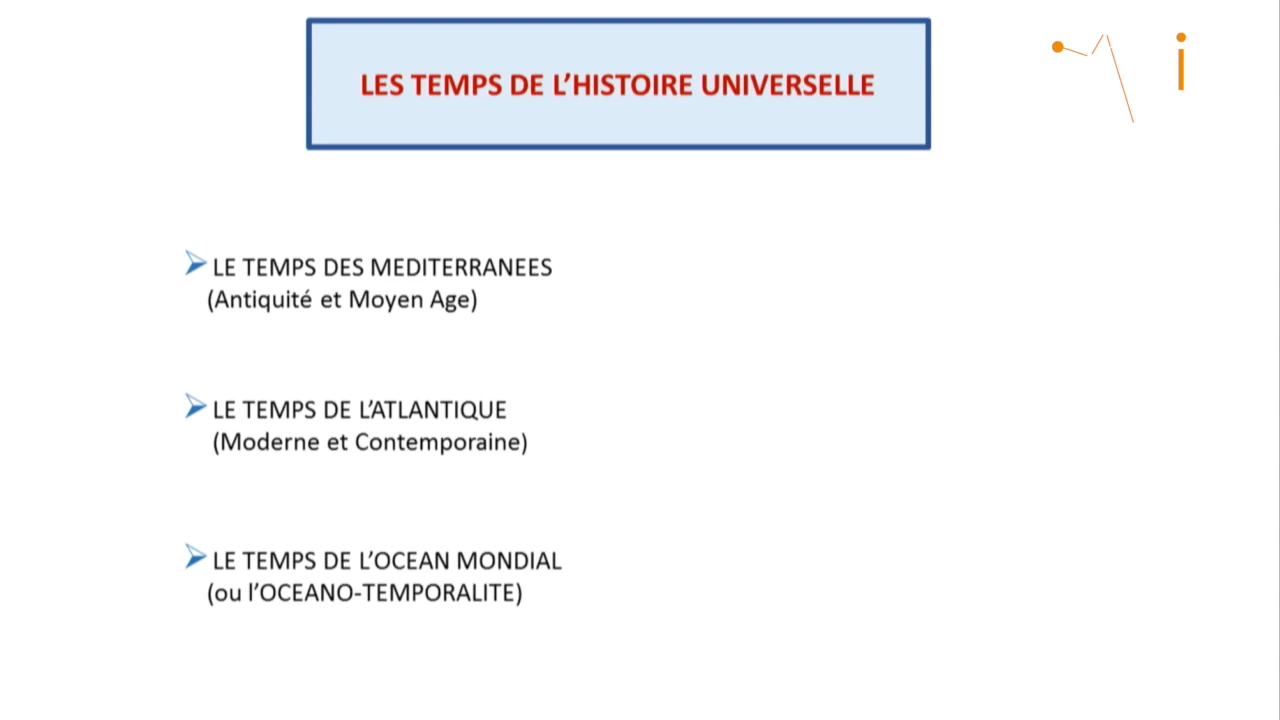 LES TEMPS DE L'HISTOIRE UNIVERSELLE
LE TEMPS DES MEDITERRANEES
(Antiquité et Moyen Age)
LE TEMPS DE L'ATLANTIQUE
(Moderne et Contemporaine)
LE TEMPS DE L'OCEAN MONDIAL
(ou l'OCEANO-TEMPORALITE)